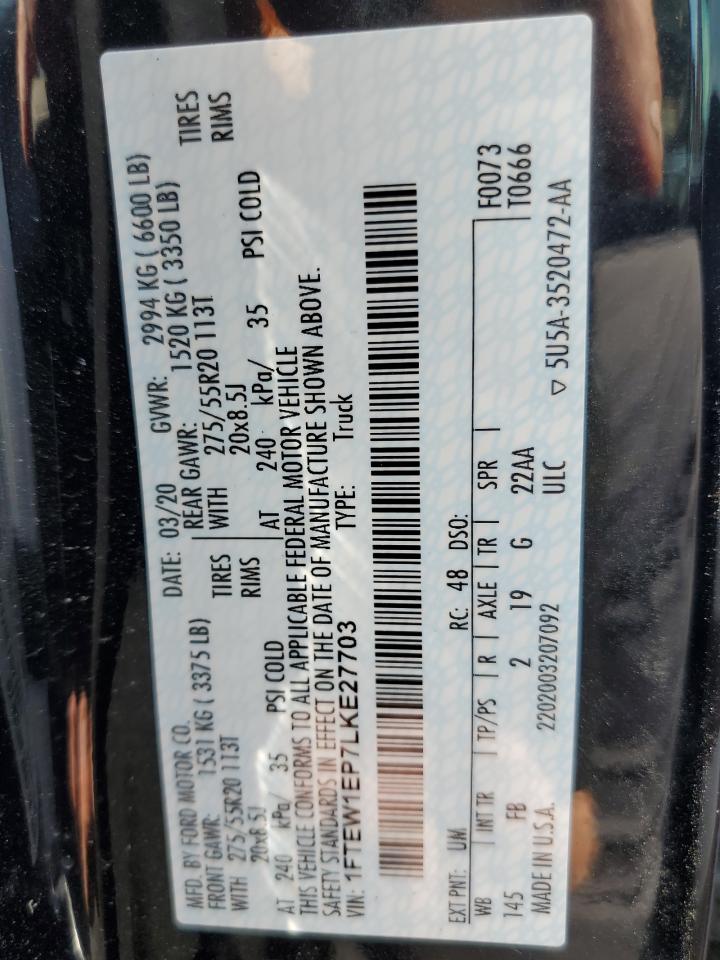 MFD. BY FORD MOTOR CO.
DATE: 03/20 GVWR: 2994 KG ( 6600 LB)
FRONT GAWR: 1531 KG ( 3375 LB) REAR GAWR: 1520 KG ( 3350 LB)
WITH 275/55R20 113T TIRES WITH 275/55R20 113T TIRES
20x8.5J RIMS 20x8.5J RIMS
AT 240 kPa/ 35 PSI COLD AT 240 kPa/ 35 PSI COLD
THIS VEHICLE CONFORMS TO ALL APPLICABLE FEDERAL MOTOR VEHICLE
SAFETY STANDARDS IN EFFECT ON THE DATE OF MANUFACTURE SHOWN ABOVE.
VIN: 1FTEW1EP7LKE27703 TYPE: Truck
EXT PNT: UM RC: 48 DSO:
WB INT TR TP/PS R AXLE TR SPR F0073
145 FB 2 19 G 22AA T0666
ULC
MADE IN U.S.A. 2202003207092 ▽ 5U5A-3520472-AA